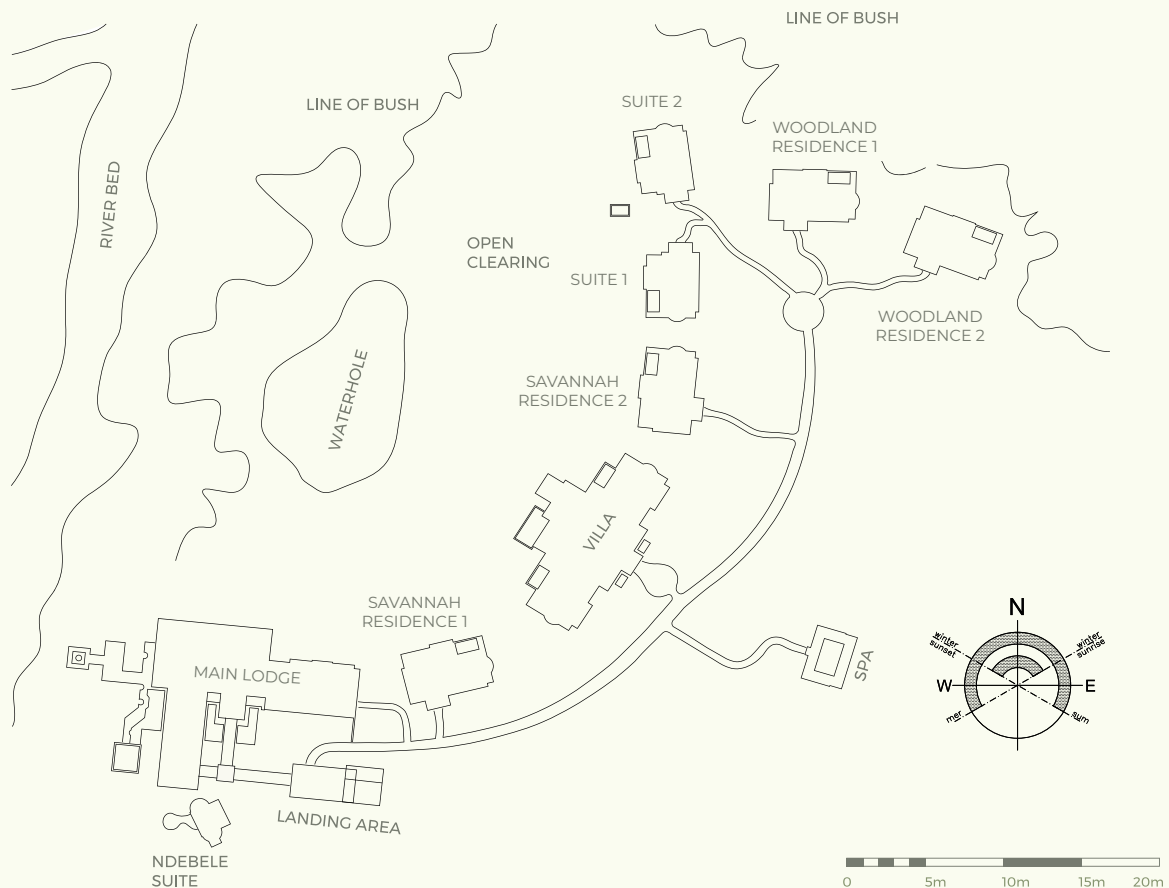 LINE OF BUSH
LINE OF BUSH
SUITE 2
WOODLAND
RESIDENCE 1
RIVER BED
OPEN
CLEARING
SUITE 1
WOODLAND
RESIDENCE 2
WATERHOLE
SAVANNAH
RESIDENCE 2
VILLA
SAVANNAH
RESIDENCE 1
MAIN LODGE
SPA
N
winter
sunset
winter
sunrise
W
E
mer
sum
LANDING AREA
NDEBELE
SUITE
0 5m 10m 15m 20m